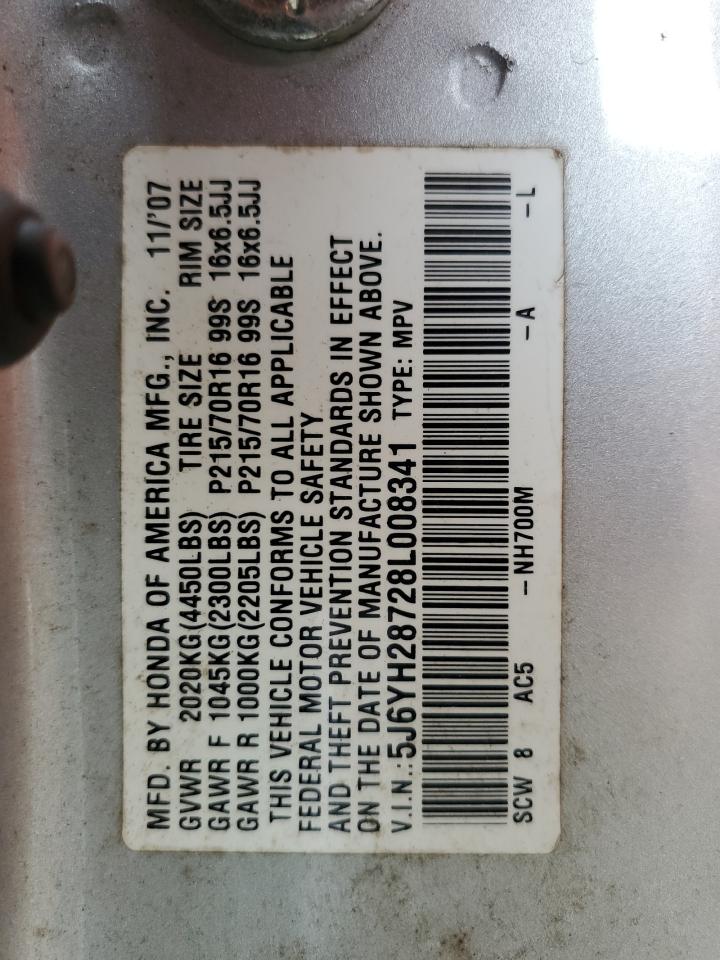 MFD. BY HONDA OF AMERICA MFG., INC. 11/'07
GVWR 2020KG(4450LBS) TIRE SIZE RIM SIZE
GAWR F 1045KG(2300LBS) P215/70R16 99S 16x6.5JJ
GAWR R 1000KG(2205LBS) P215/70R16 99S 16x6.5JJ
THIS VEHICLE CONFORMS TO ALL APPLICABLE
FEDERAL MOTOR VEHICLE SAFETY
AND THEFT PREVENTION STANDARDS IN EFFECT
ON THE DATE OF MANUFACTURE SHOWN ABOVE.
V.I.N.:5J6YH28728L008341 TYPE: MPV
SCW 8 AC5 –NH700M –A –L